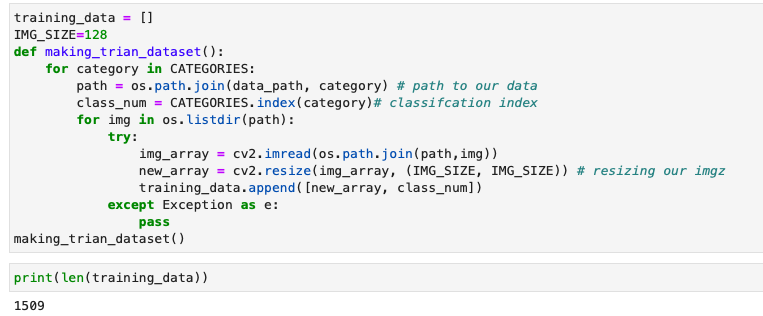 training_data = []
IMG_SIZE=128
def making_trian_dataset():
    for category in CATEGORIES:
        path = os.path.join(data_path, category) # path to our data
        class_num = CATEGORIES.index(category)# classifcation index
        for img in os.listdir(path):
            try:
                img_array = cv2.imread(os.path.join(path,img))
                new_array = cv2.resize(img_array, (IMG_SIZE, IMG_SIZE)) # resizing our imgz
                training_data.append([new_array, class_num])
            except Exception as e:
                pass
making_trian_dataset()
print(len(training_data))
1509